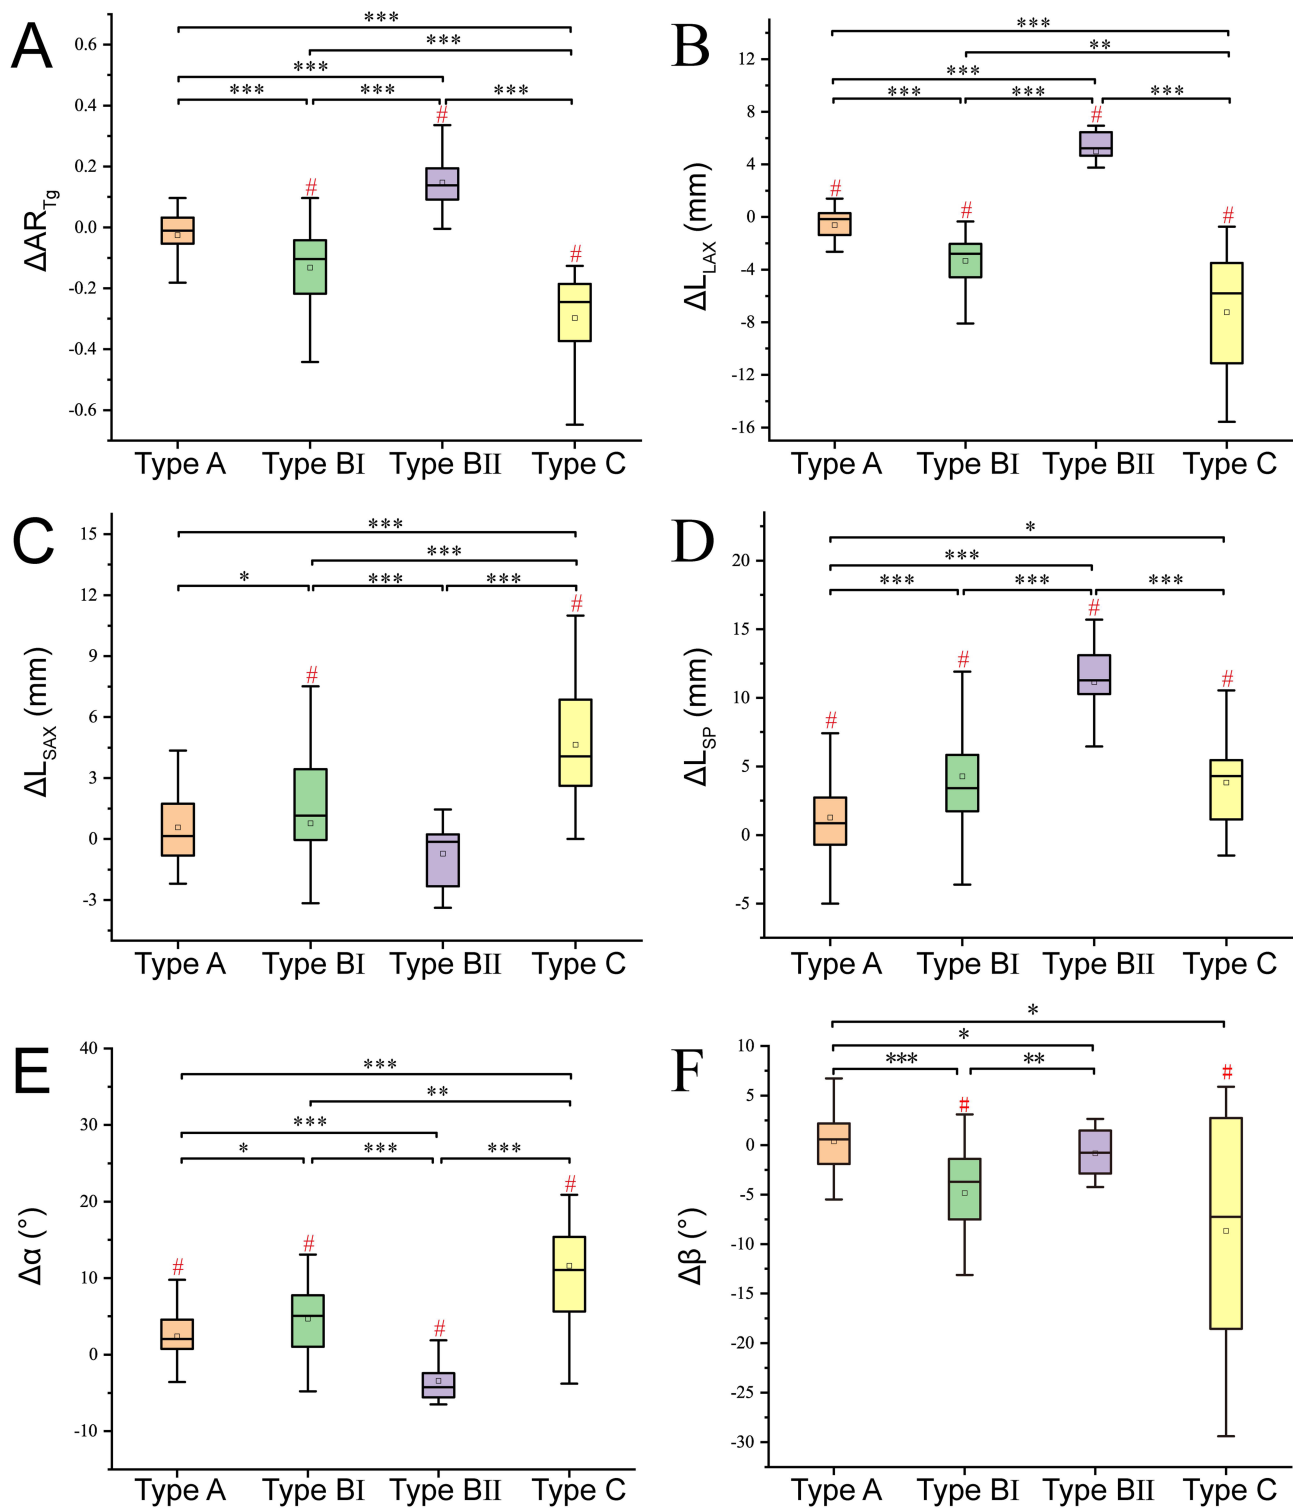 A
ΔAR_Tg
0.6
0.4
0.2
0.0
-0.2
-0.4
-0.6
***
***
***
*** *** ***
# # #
Type A Type BI Type BII Type C
B
ΔL_LAX (mm)
12
8
4
0
-4
-8
-12
-16
***
**
***
*** *** ***
# # # #
Type A Type BI Type BII Type C
C
ΔL_SAX (mm)
15
12
9
6
3
0
-3
***
***
* *** ***
# #
Type A Type BI Type BII Type C
D
ΔL_SP (mm)
20
15
10
5
0
-5
*
***
*** *** ***
# # # #
Type A Type BI Type BII Type C
E
Δα (°)
40
30
20
10
0
-10
***
**
***
* *** ***
# # # #
Type A Type BI Type BII Type C
F
Δβ (°)
10
5
0
-5
-10
-15
-20
-25
-30
*
*
*** **
# #
Type A Type BI Type BII Type C